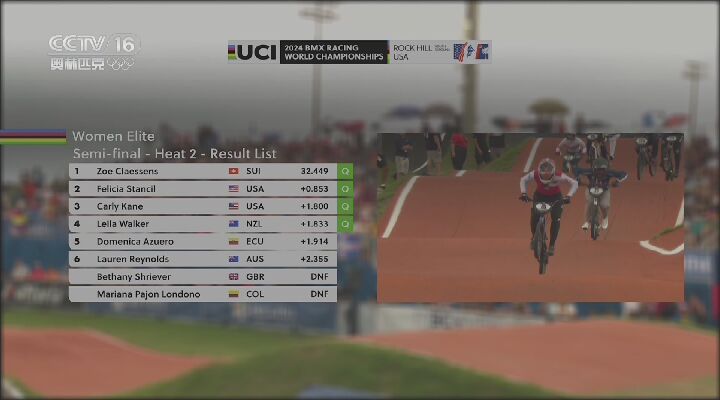 CCTV 16
奥林匹克
UCI
2024 BMX RACING
WORLD CHAMPIONSHIPS
ROCK HILL
USA
Women Elite
Semi-final - Heat 2 - Result List
1 Zoe Claessens SUI 32.449 Q
2 Felicia Stancil USA +0.853 Q
3 Carly Kane USA +1.800 Q
4 Leila Walker NZL +1.833 Q
5 Domenica Azuero ECU +1.914
6 Lauren Reynolds AUS +2.355
Bethany Shriever GBR DNF
Mariana Pajon Londono COL DNF